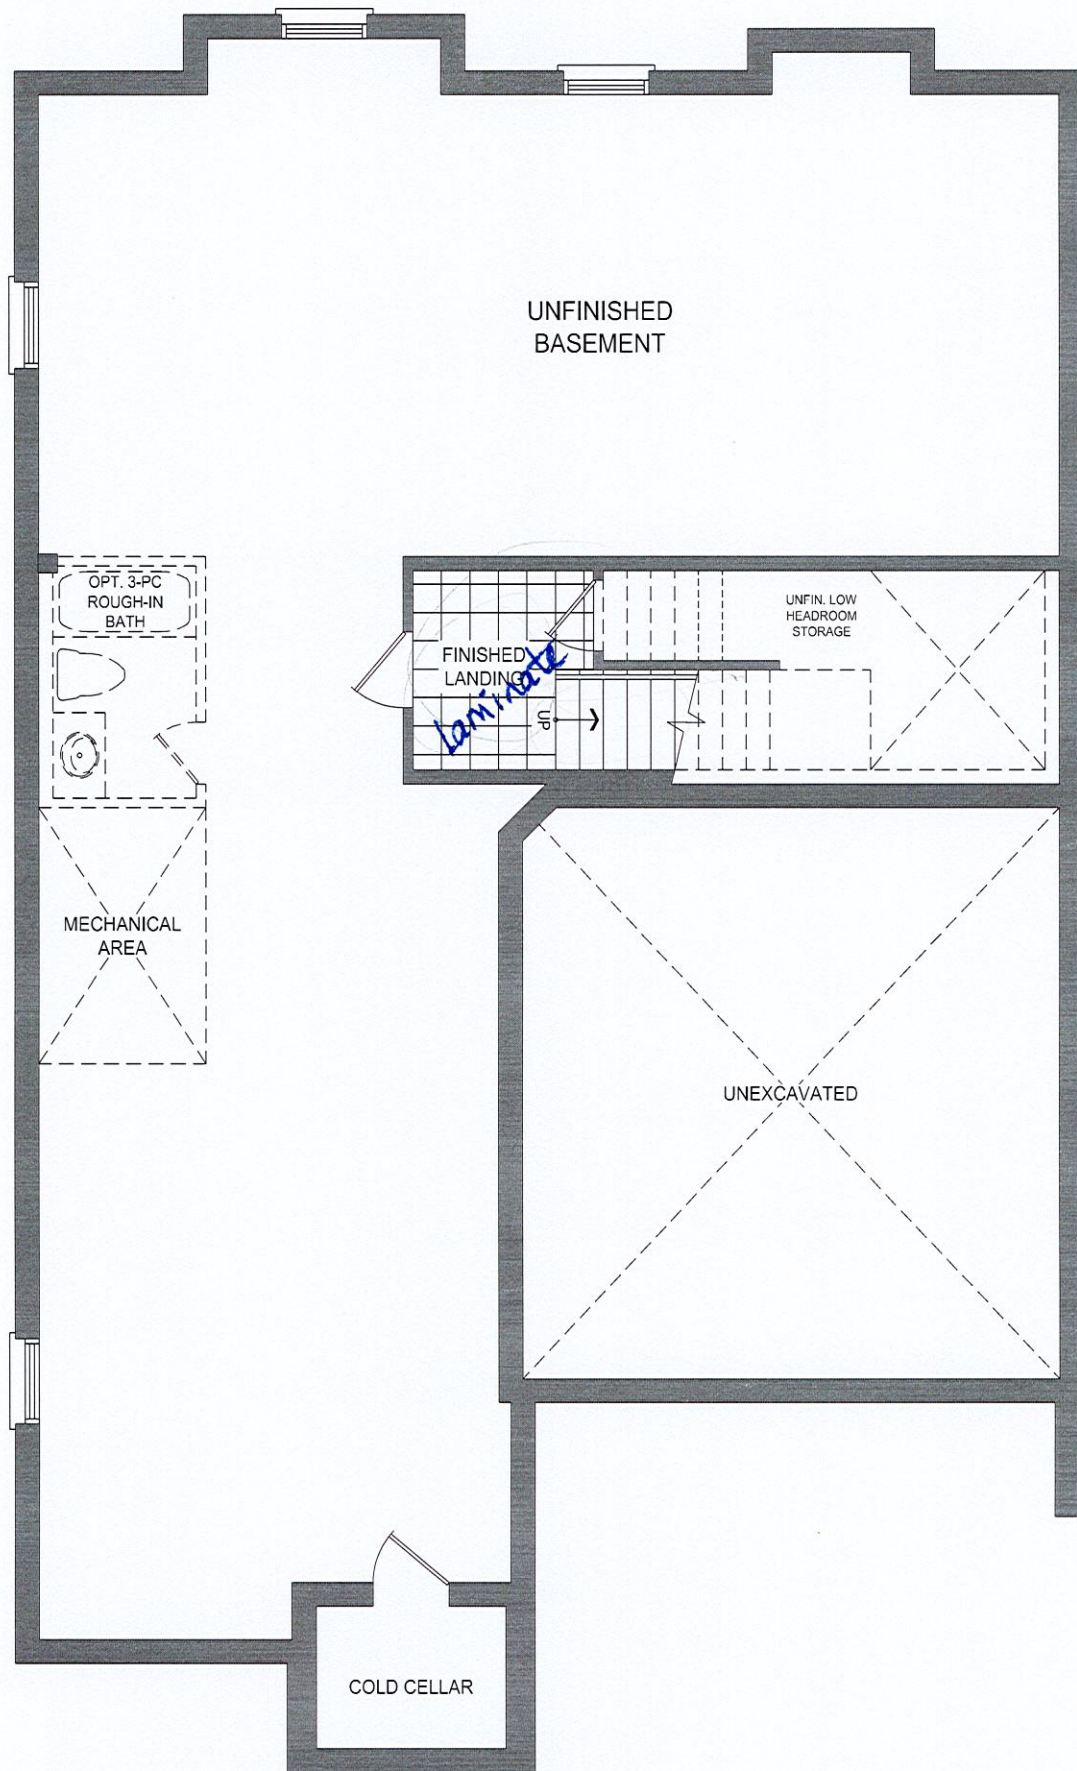 UNFINISHED
BASEMENT
OPT. 3-PC
ROUGH-IN
BATH
UNFIN. LOW
HEADROOM
STORAGE
FINISHED
LANDING
Laminate
UP
MECHANICAL
AREA
UNEXCAVATED
COLD CELLAR